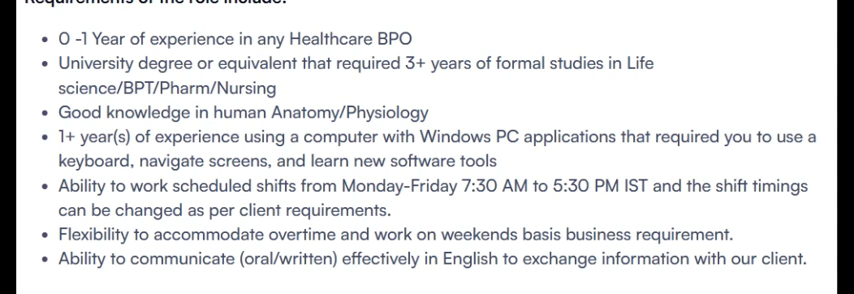 Requirements of the role include:
• 0 -1 Year of experience in any Healthcare BPO
• University degree or equivalent that required 3+ years of formal studies in Life
science/BPT/Pharm/Nursing
• Good knowledge in human Anatomy/Physiology
• 1+ year(s) of experience using a computer with Windows PC applications that required you to use a
keyboard, navigate screens, and learn new software tools
• Ability to work scheduled shifts from Monday-Friday 7:30 AM to 5:30 PM IST and the shift timings
can be changed as per client requirements.
• Flexibility to accommodate overtime and work on weekends basis business requirement.
• Ability to communicate (oral/written) effectively in English to exchange information with our client.